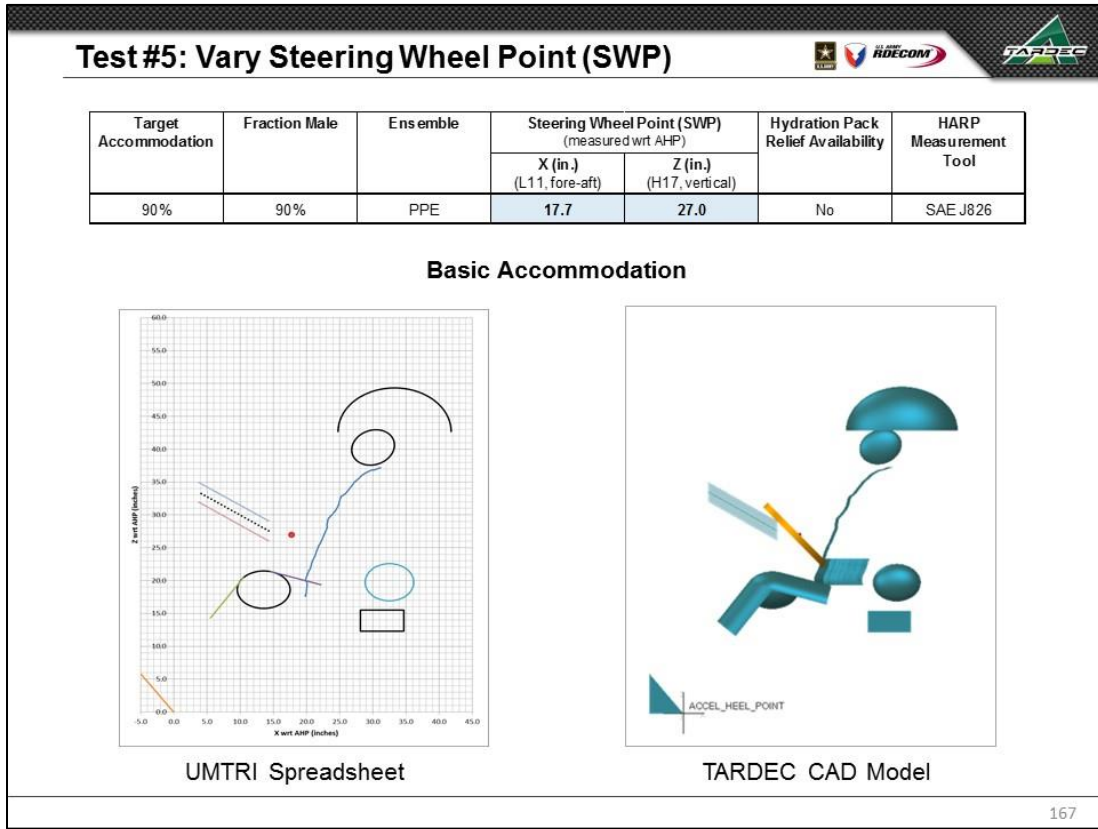 Test #5: Vary Steering Wheel Point (SWP)
U.S. ARMY
U.S. ARMY
RDECOM
TARDEC
Target
Accommodation
Fraction Male
Ensemble
Steering Wheel Point (SWP)
(measured wrt AHP)
Hydration Pack
Relief Availability
HARP
Measurement
Tool
X (in.)
(L11, fore-aft)
Z (in.)
(H17, vertical)
90%
90%
PPE
17.7
27.0
No
SAE J826
Basic Accommodation
60.0
55.0
50.0
45.0
40.0
35.0
30.0
25.0
20.0
15.0
10.0
5.0
0.0
Z wrt AHP (inches)
-5.0 0.0 5.0 10.0 15.0 20.0 25.0 30.0 35.0 40.0 45.0
X wrt AHP (inches)
ACCEL_HEEL_POINT
UMTRI Spreadsheet
TARDEC CAD Model
167